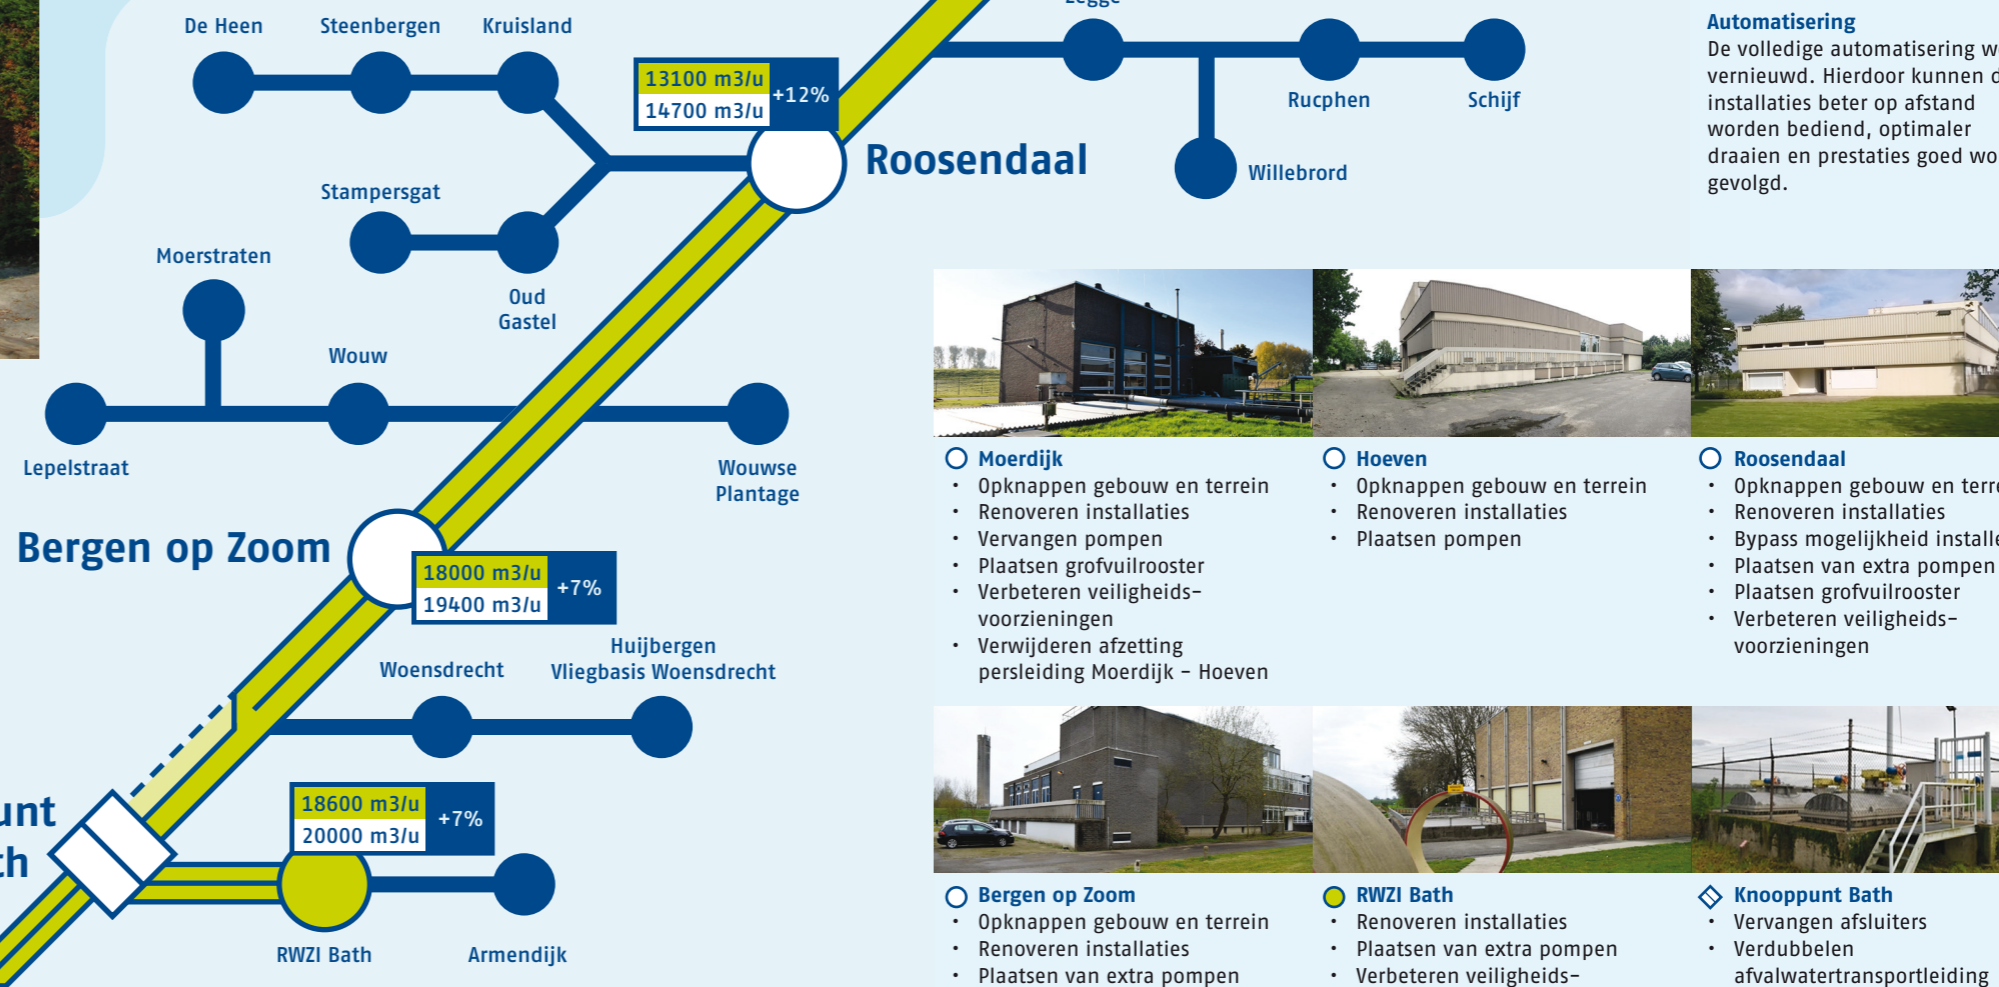 De Heen
Steenbergen
Kruisland
13100 m3/u
14700 m3/u
+12%
Roosendaal
Rucphen
Schijf
Willebrord
Stampersgat
Oud
Gastel
Moerstraten
Wouw
Lepelstraat
Wouwse
Plantage
Bergen op Zoom
18000 m3/u
19400 m3/u
+7%
Woensdrecht
Huijbergen
Vliegbasis Woensdrecht
18600 m3/u
20000 m3/u
+7%
RWZI Bath
Armendijk
Automatisering
De volledige automatisering
vernieuwd. Hierdoor kunnen
installaties beter op afstand
worden bediend, optimaler
draaien en prestaties goed
gevolgd.
Moerdijk
• Opknappen gebouw en terrein
• Renoveren installaties
• Vervangen pompen
• Plaatsen grofvuilrooster
• Verbeteren veiligheids-
voorzieningen
• Verwijderen afzetting
persleiding Moerdijk - Hoeven
Hoeven
• Opknappen gebouw en terrein
• Renoveren installaties
• Plaatsen pompen
Roosendaal
• Opknappen gebouw en
• Renoveren installaties
• Bypass mogelijkheid
• Plaatsen van extra pompen
• Plaatsen grofvuilrooster
• Verbeteren veiligheids-
voorzieningen
Bergen op Zoom
• Opknappen gebouw en terrein
• Renoveren installaties
• Plaatsen van extra pompen
RWZI Bath
• Renoveren installaties
• Plaatsen van extra pompen
• Verbeteren veiligheids-
Knooppunt Bath
• Vervangen afsluiters
• Verdubbelen
afvalwatertransportleiding